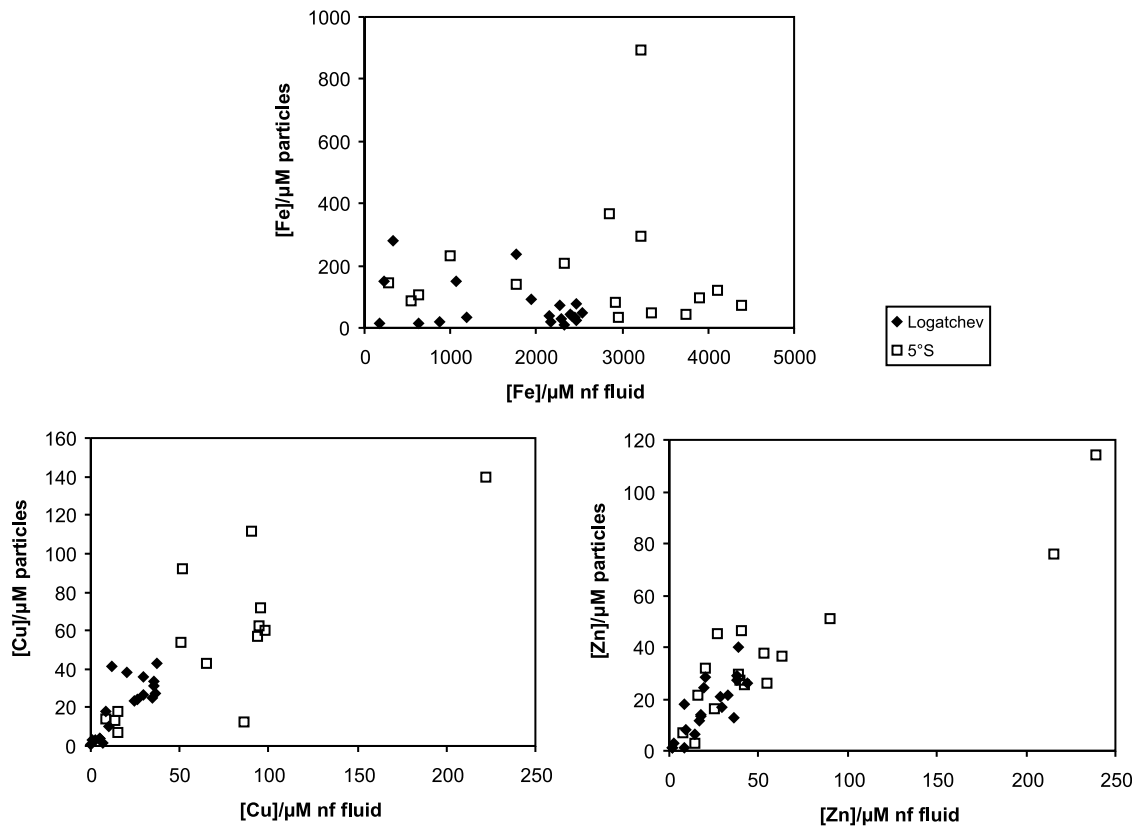 1000
800
600
400
200
0
[Fe]/µM particles
0 1000 2000 3000 4000 5000
[Fe]/µM nf fluid
Logatchev
5°S
160
140
120
100
80
60
40
20
0
[Cu]/µM particles
0 50 100 150 200 250
[Cu]/µM nf fluid
120
100
80
60
40
20
0
[Zn]/µM particles
0 50 100 150 200 250
[Zn]/µM nf fluid